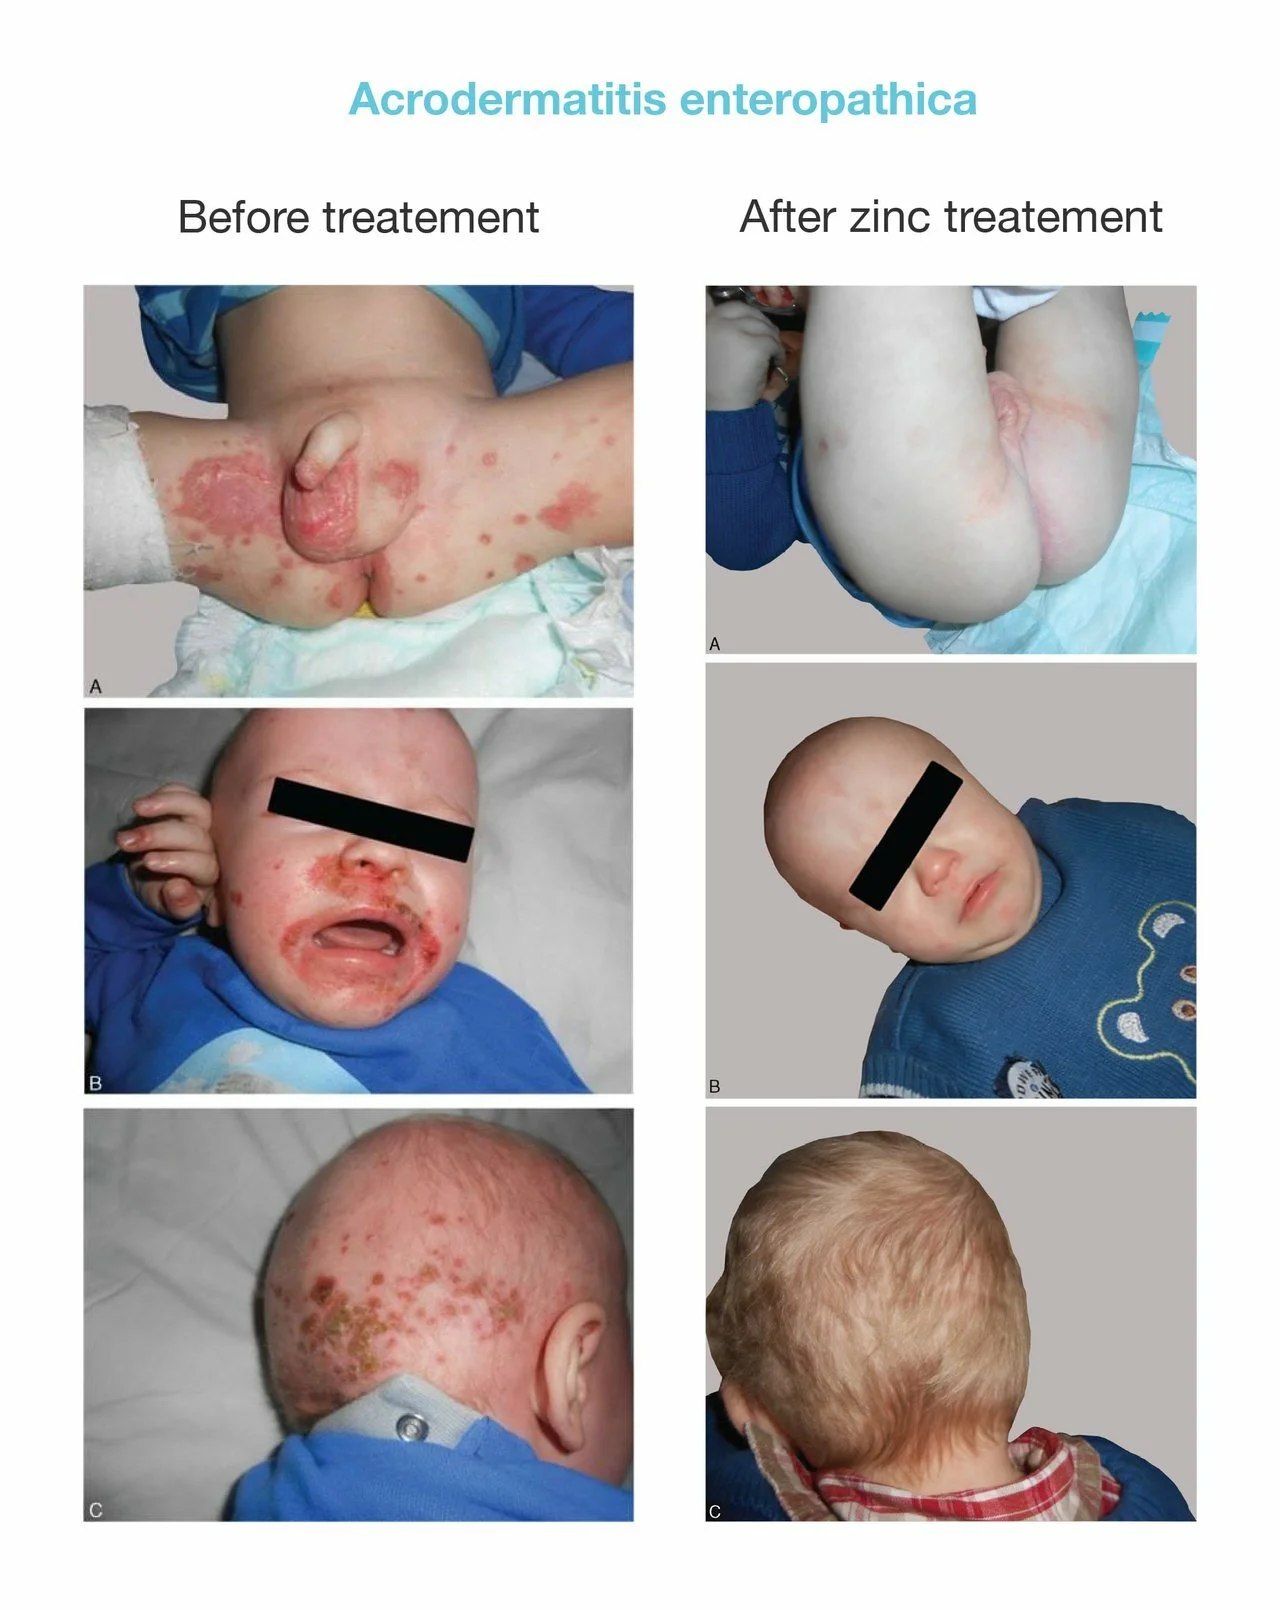 Acrodermatitis enteropathica
Before treatement
After zinc treatement
A
A
B
B
C
C